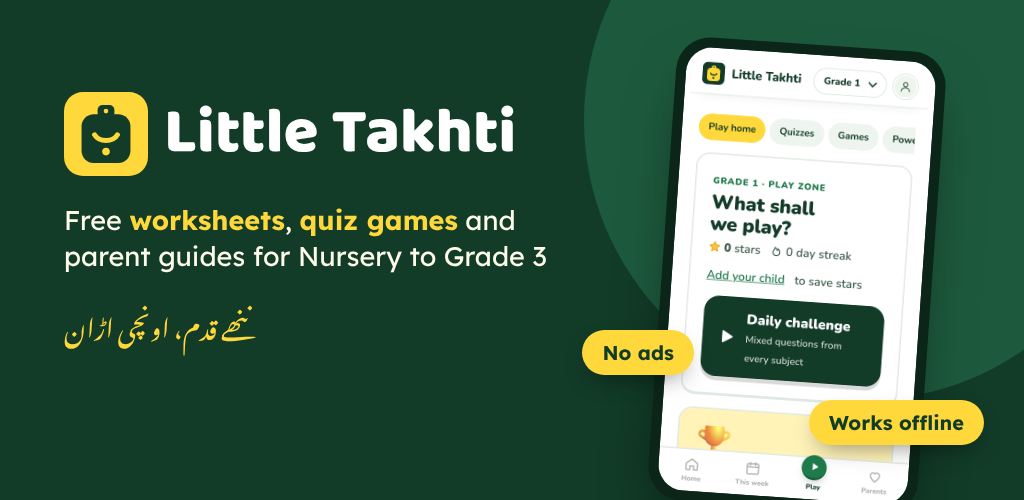 Little Takhti
Free worksheets, quiz games and
parent guides for Nursery to Grade 3
ننھے قدم، اونچی اڑان
Little Takhti
Grade 1
Play home
Quizzes
Games
GRADE 1 · PLAY ZONE
What shall
we play?
0 stars
0 day streak
Add your child to save stars
Daily challenge
Mixed questions from
every subject
No ads
Works offline
Home
This week
Play
Parents